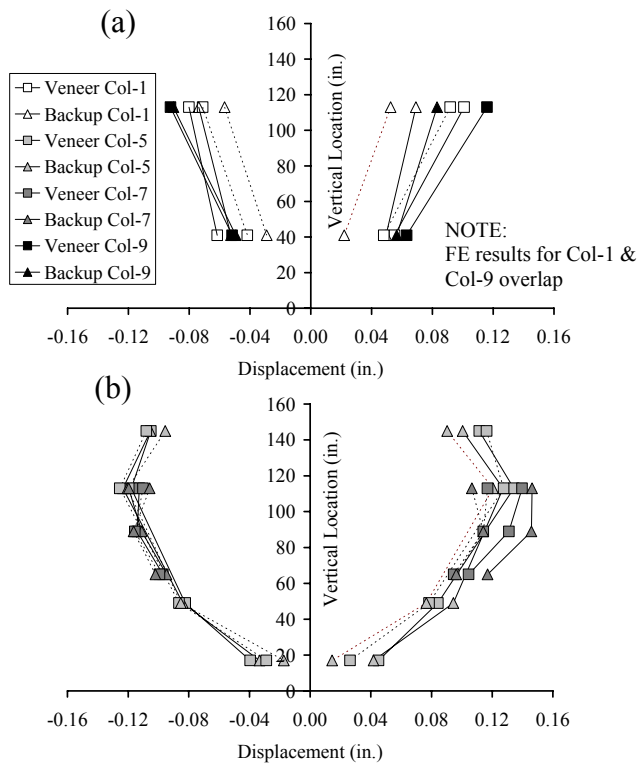 (a)
160
140
120
100
80
60
40
20
0
Vertical Location (in.)
Veneer Col-1
Backup Col-1
Veneer Col-5
Backup Col-5
Veneer Col-7
Backup Col-7
Veneer Col-9
Backup Col-9
NOTE:
FE results for Col-1 &
Col-9 overlap
-0.16 -0.12 -0.08 -0.04 0.00 0.04 0.08 0.12 0.16
Displacement (in.)
(b)
160
140
120
100
80
60
40
20
0
Vertical Location (in.)
-0.16 -0.12 -0.08 -0.04 0.00 0.04 0.08 0.12 0.16
Displacement (in.)